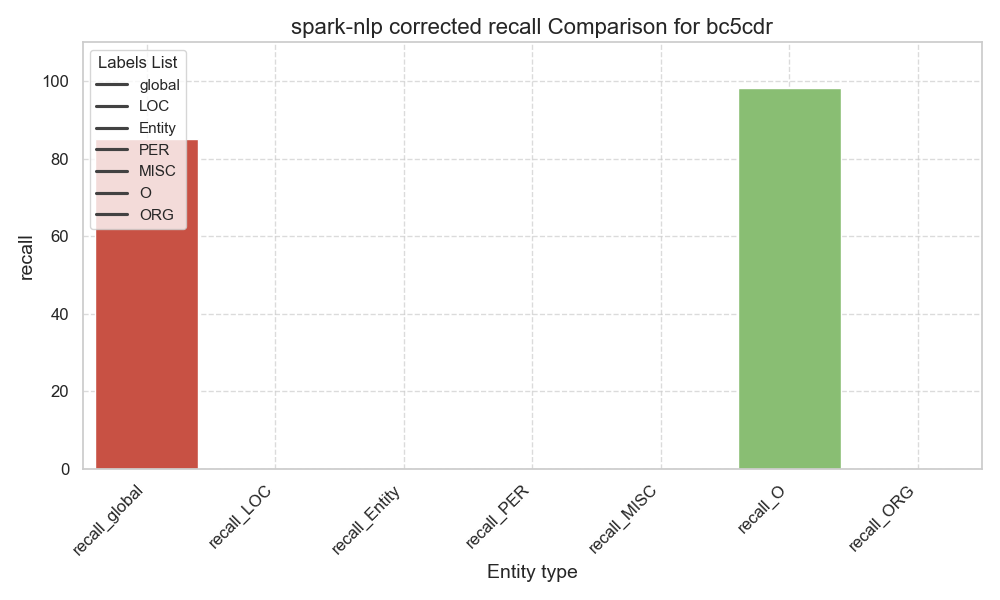 spark-nlp corrected recall Comparison for bc5cdr
Labels List
global
LOC
Entity
PER
MISC
O
ORG
100
80
60
40
20
0
recall
recall_global
recall_LOC
recall_Entity
recall_PER
recall_MISC
recall_O
recall_ORG
Entity type